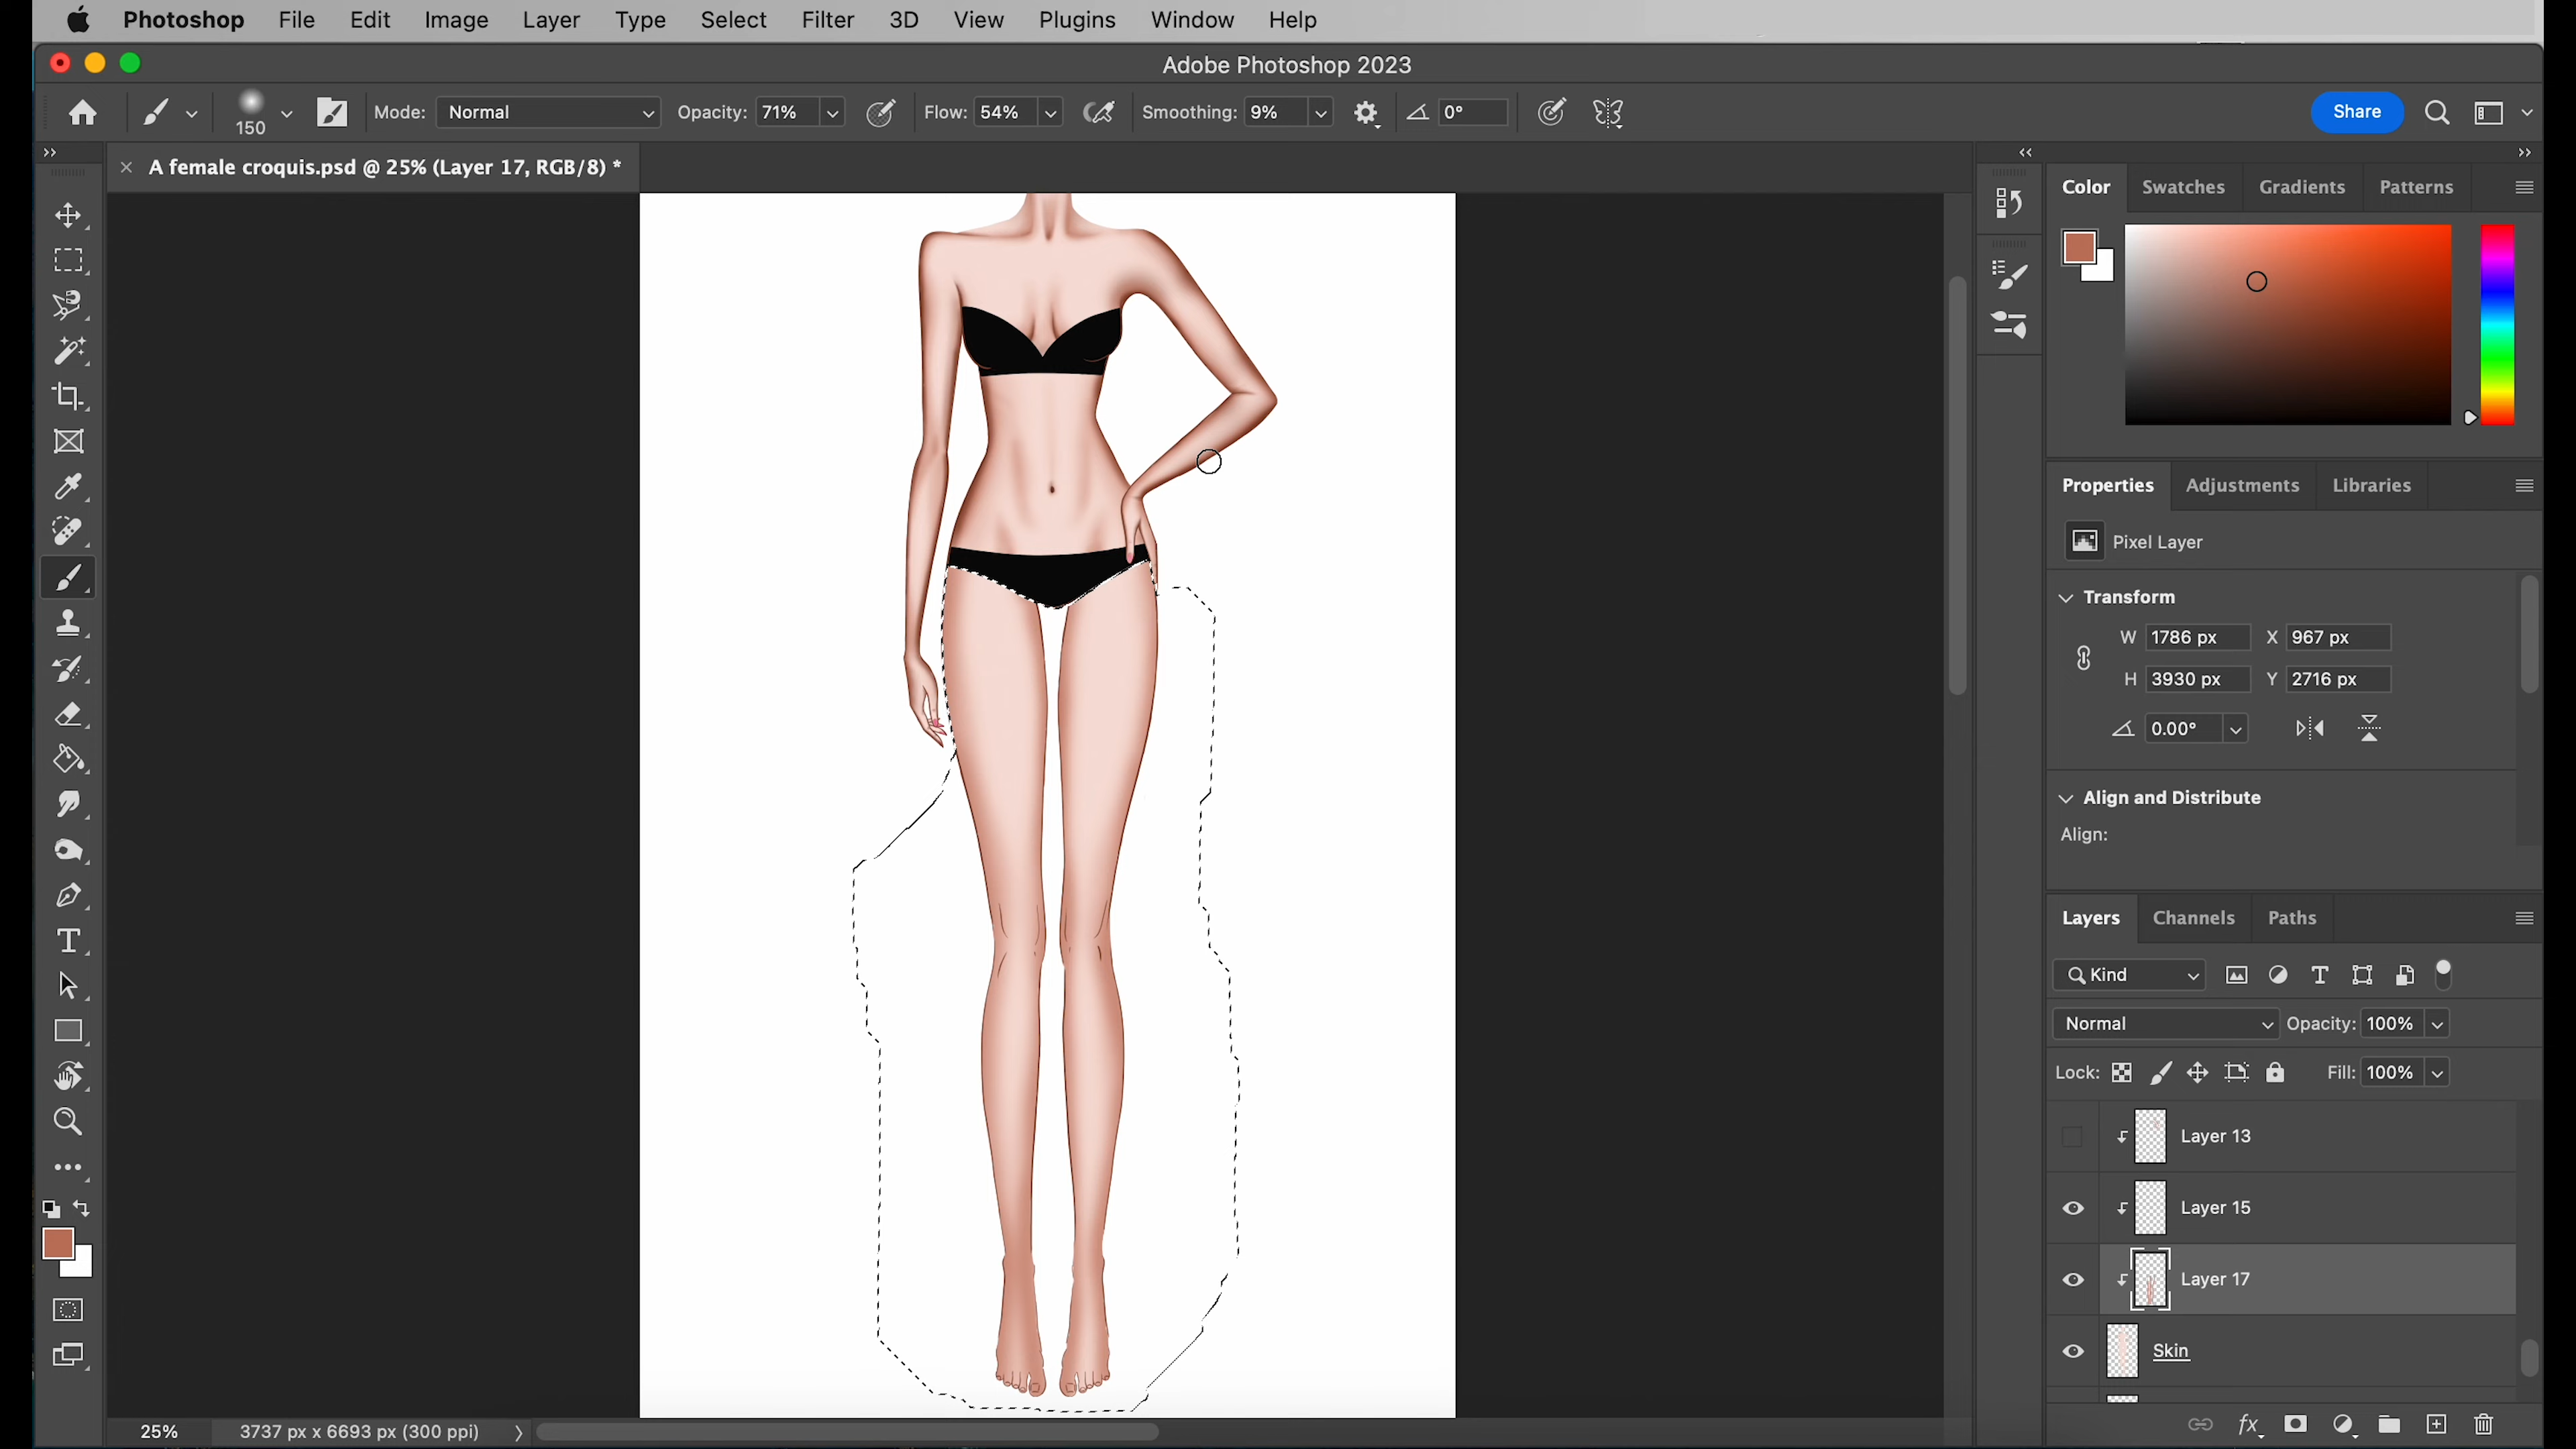 Photoshop File Edit Image Layer Type Select Filter 3D View Plugins Window Help
Adobe Photoshop 2023
150 Mode: Normal Opacity: 71% Flow: 54% Smoothing: 9% 0° Share
A female croquis.psd @ 25% (Layer 17, RGB/8) *
Color Swatches Gradients Patterns
Properties Adjustments Libraries
Pixel Layer
Transform
W 1786 px X 967 px
H 3930 px Y 2716 px
0.00°
Align and Distribute
Align:
Layers Channels Paths
Kind
Normal Opacity: 100%
Lock: Fill: 100%
Layer 13
Layer 15
Layer 17
Skin
25% 3737 px x 6693 px (300 ppi)